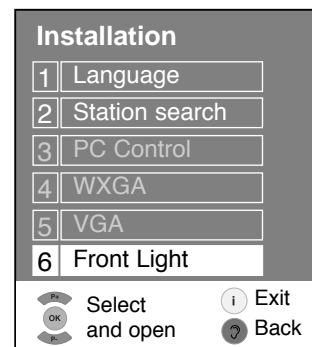 Installation
1 Language
2 Station search
3 PC Control
4 WXGA
5 VGA
6 Front Light
P+
OK
P-
Select
and open
i Exit
Back